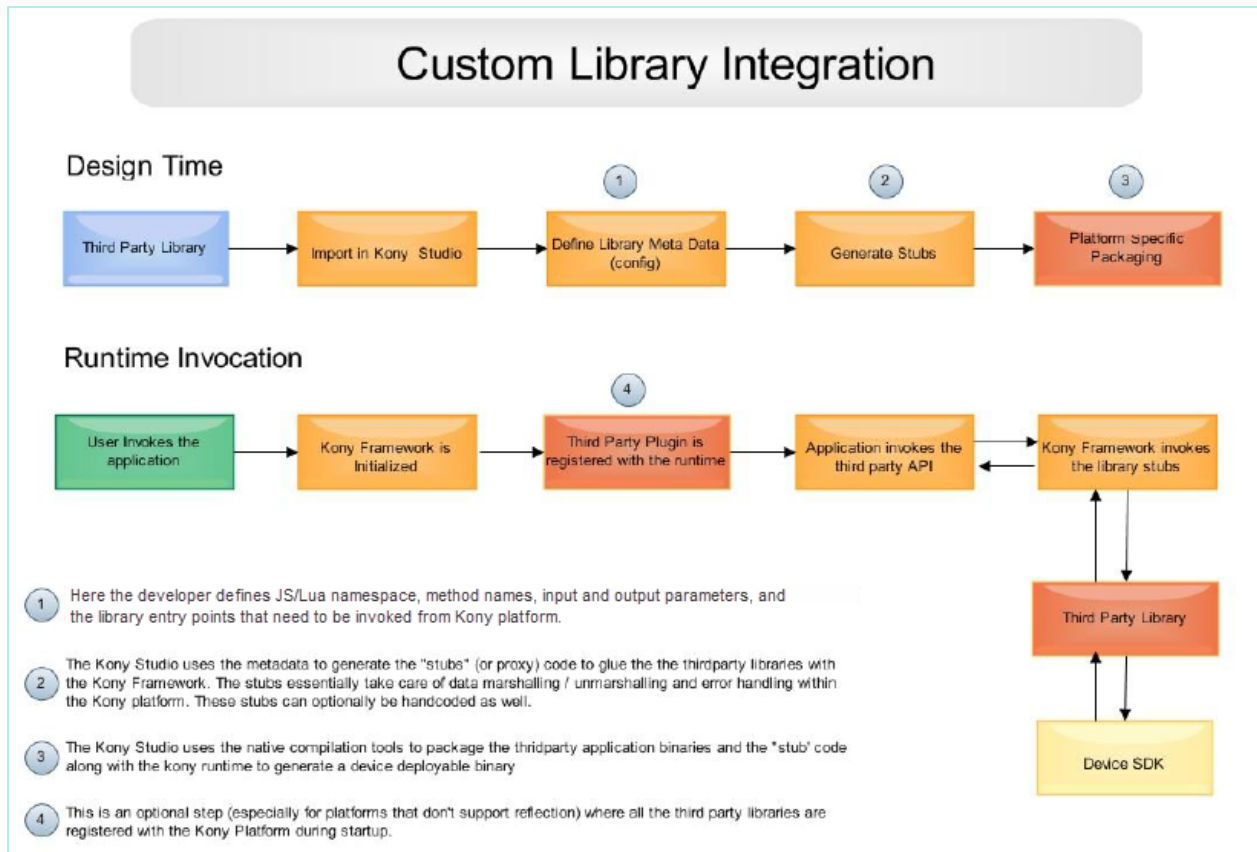 Custom Library Integration
Design Time
1
2
3
Third Party Library
Import in Kony Studio
Define Library Meta Data
(config)
Generate Stubs
Platform Specific
Packaging
Runtime Invocation
4
User Invokes the
application
Kony Framework is
Initialized
Third Party Plugin is
registered with the runtime
Application invokes the
third party API
Kony Framework invokes
the library stubs
Third Party Library
Device SDK
1
Here the developer defines JS/Lua namespace, method names, input and output parameters, and
the library entry points that need to be invoked from Kony platform.
2
The Kony Studio uses the metadata to generate the "stubs" (or proxy) code to glue the the thirdparty libraries with
the Kony Framework. The stubs essentially take care of data marshalling / unmarshalling and error handling within
the Kony platform. These stubs can optionally be handcoded as well.
3
The Kony Studio uses the native compilation tools to package the thridparty application binaries and the "stub' code
along with the kony runtime to generate a device deployable binary
4
This is an optional step (especially for platforms that don't support reflection) where all the third party libraries are
registered with the Kony Platform during startup.